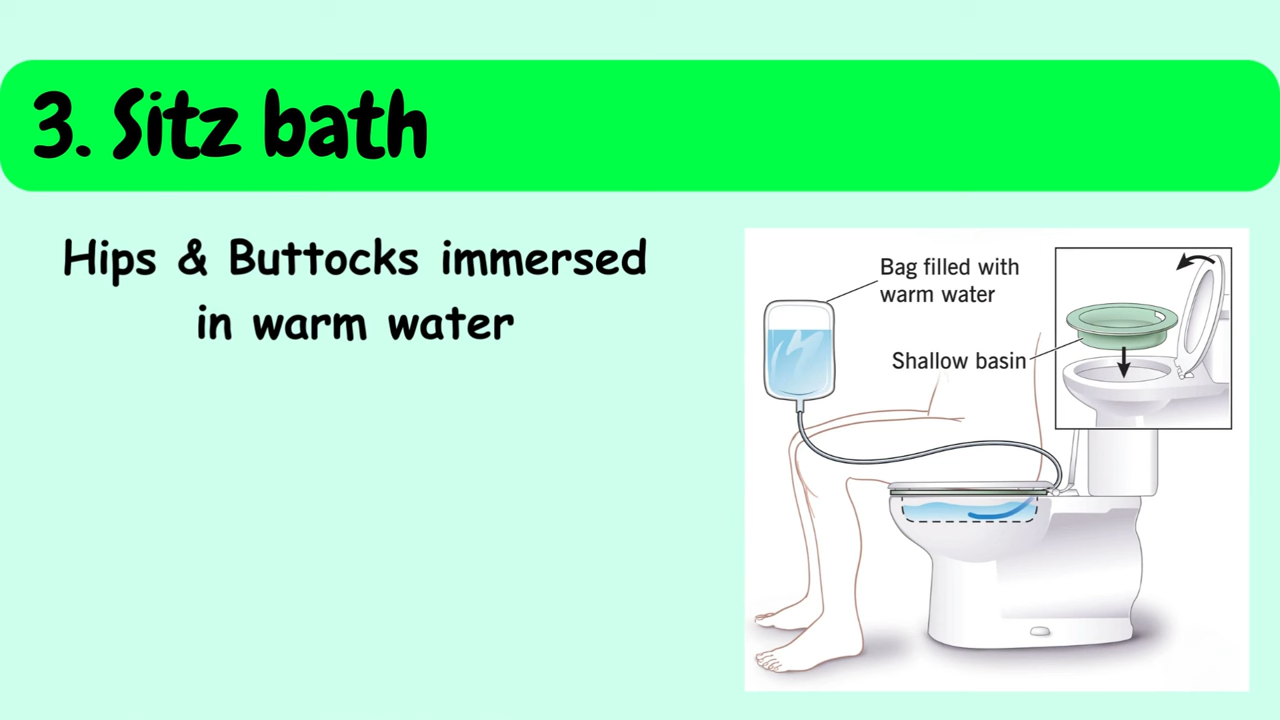 3. Sitz bath
Hips & Buttocks immersed
in warm water
Bag filled with
warm water
Shallow basin